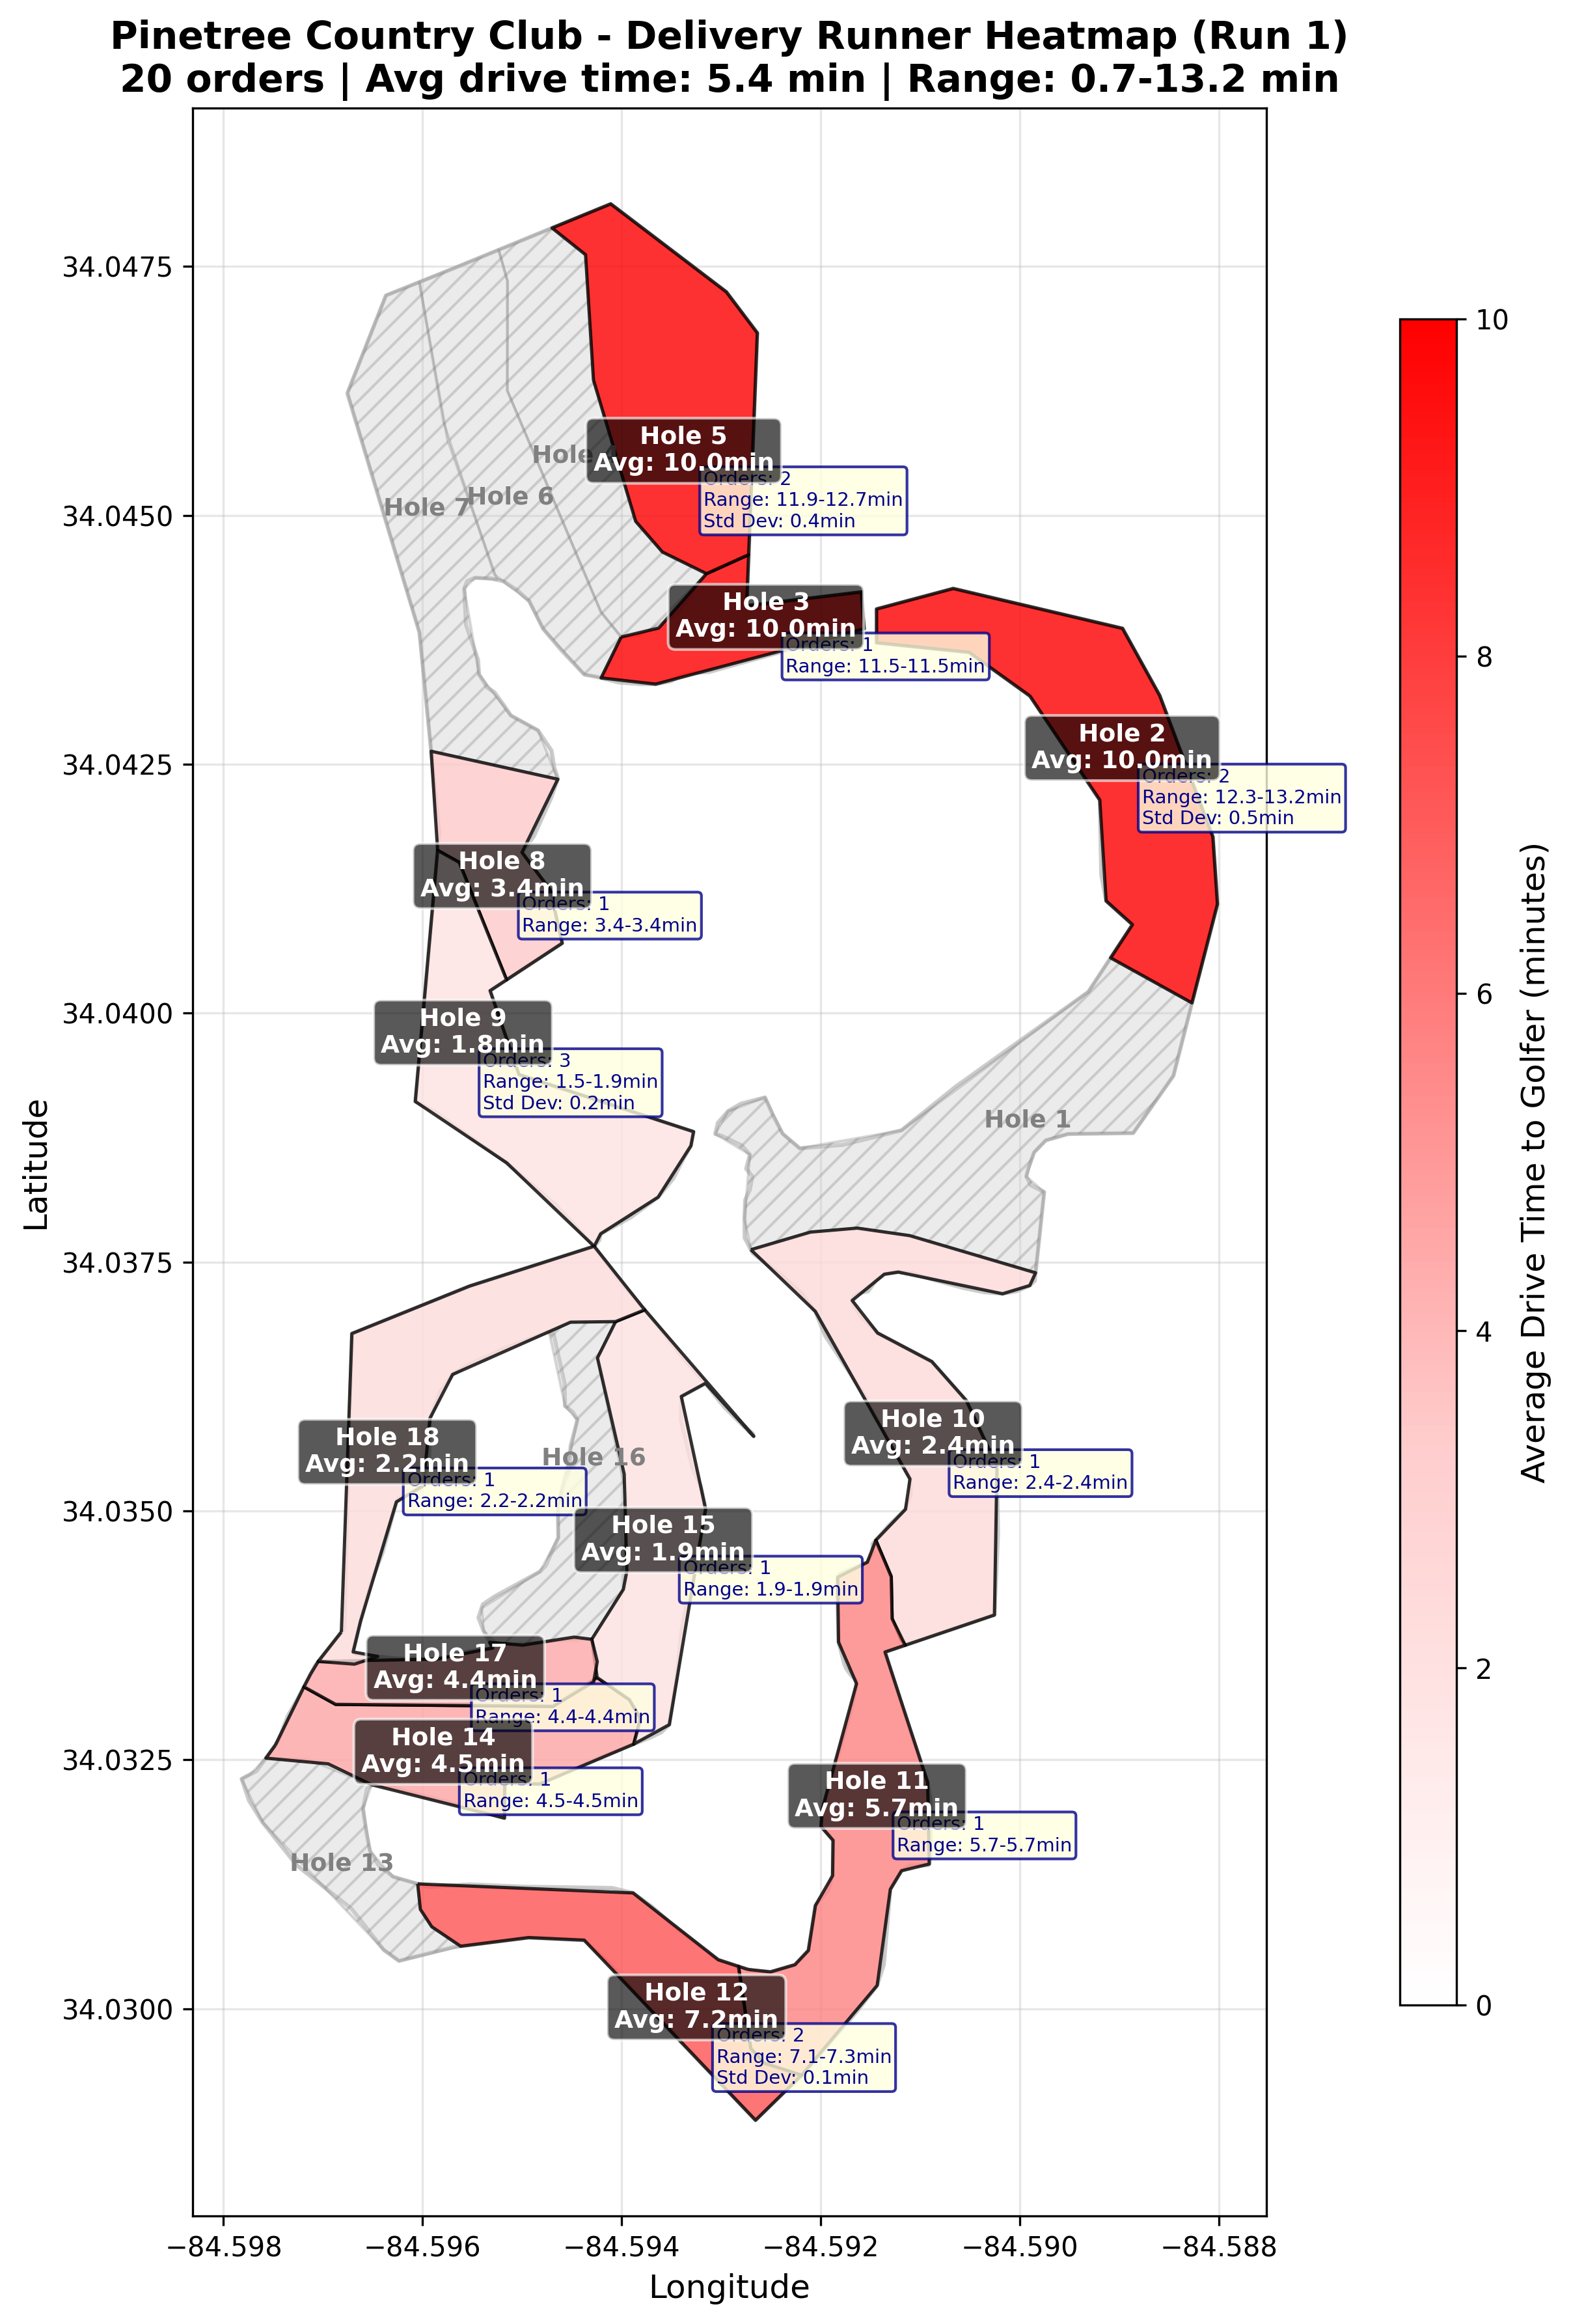 Pinetree Country Club - Delivery Runner Heatmap (Run 1)
20 orders | Avg drive time: 5.4 min | Range: 0.7-13.2 min
Latitude
34.0475
34.0450
34.0425
34.0400
34.0375
34.0350
34.0325
34.0300
Hole 5
Avg: 10.0min
Orders: 2
Range: 11.9-12.7min
Std Dev: 0.4min
Hole
Hole 6
Hole 7
Hole 3
Avg: 10.0min
Orders: 1
Range: 11.5-11.5min
Hole 2
Avg: 10.0min
Orders: 2
Range: 12.3-13.2min
Std Dev: 0.5min
Hole 8
Avg: 3.4min
Orders: 1
Range: 3.4-3.4min
Hole 9
Avg: 1.8min
Orders: 3
Range: 1.5-1.9min
Std Dev: 0.2min
Hole 1
Hole 10
Avg: 2.4min
Orders: 1
Range: 2.4-2.4min
Hole 18
Avg: 2.2min
Orders: 1
Range: 2.2-2.2min
Hole 16
Hole 15
Avg: 1.9min
Orders: 1
Range: 1.9-1.9min
Hole 17
Avg: 4.4min
Orders: 1
Range: 4.4-4.4min
Hole 14
Avg: 4.5min
Orders: 1
Range: 4.5-4.5min
Hole 11
Avg: 5.7min
Orders: 1
Range: 5.7-5.7min
Hole 13
Hole 12
Avg: 7.2min
Orders: 2
Range: 7.1-7.3min
Std Dev: 0.1min
−84.598
−84.596
−84.594
−84.592
−84.590
−84.588
Longitude
10
8
6
4
2
0
Average Drive Time to Golfer (minutes)